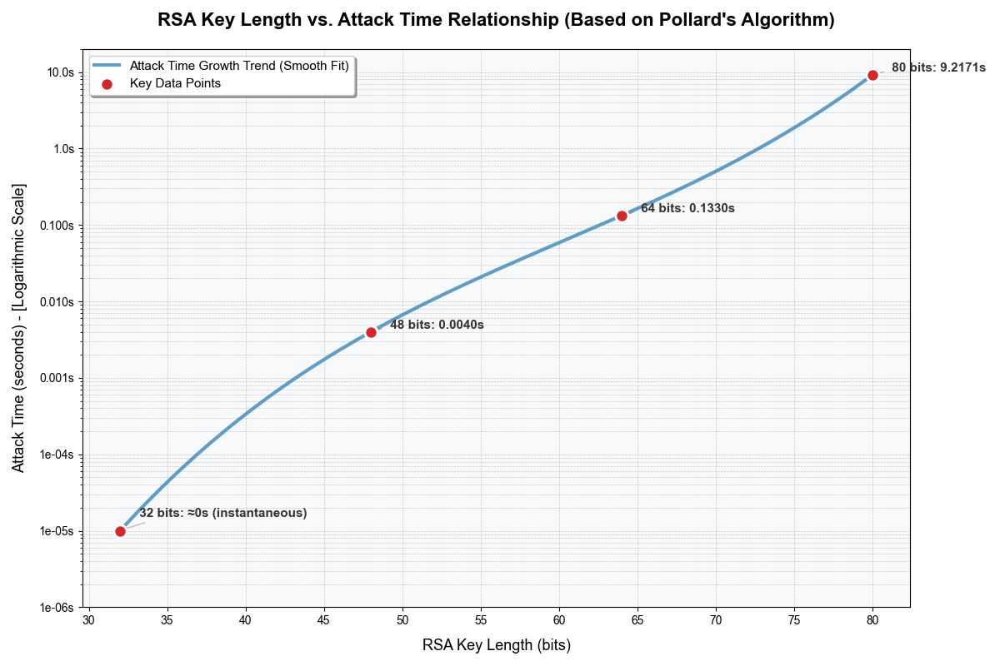 RSA Key Length vs. Attack Time Relationship (Based on Pollard's Algorithm)
Attack Time Growth Trend (Smooth Fit)
Key Data Points
Attack Time (seconds) - [Logarithmic Scale]
10.0s
1.0s
0.100s
0.010s
0.001s
1e-04s
1e-05s
1e-06s
80 bits: 9.2171s
64 bits: 0.1330s
48 bits: 0.0040s
32 bits: ≈0s (instantaneous)
30 35 40 45 50 55 60 65 70 75 80
RSA Key Length (bits)